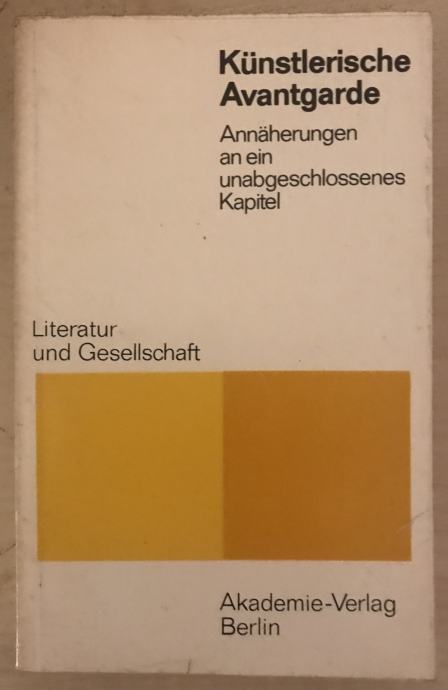 Künstlerische
Avantgarde
Annäherungen
an ein
unabgeschlossenes
Kapitel
Literatur
und Gesellschaft
Akademie-Verlag
Berlin